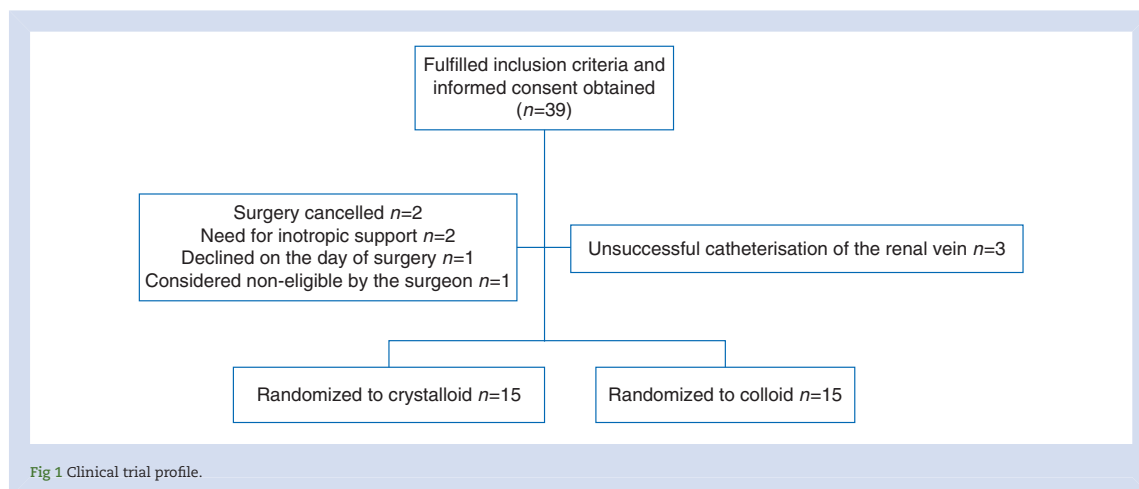 Fulfilled inclusion criteria and
informed consent obtained
(n=39)
Surgery cancelled n=2
Need for inotropic support n=2
Declined on the day of surgery n=1
Considered non-eligible by the surgeon n=1
Unsuccessful catheterisation of the renal vein n=3
Randomized to crystalloid n=15
Randomized to colloid n=15
Fig 1 Clinical trial profile.